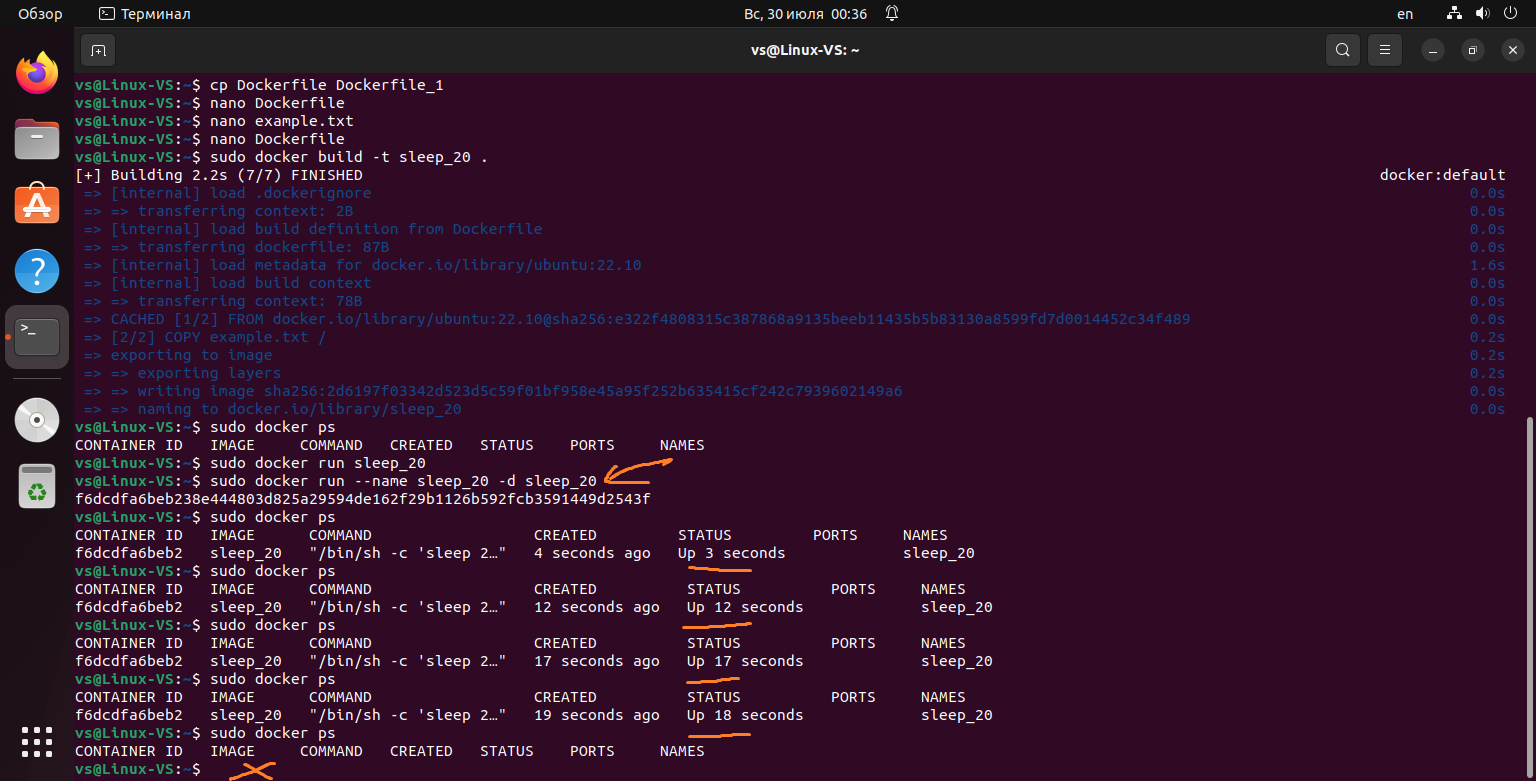 Обзор Терминал Вс, 30 июля 00:36 en
vs@Linux-VS: ~
vs@Linux-VS:~$ cp Dockerfile Dockerfile_1
vs@Linux-VS:~$ nano Dockerfile
vs@Linux-VS:~$ nano example.txt
vs@Linux-VS:~$ nano Dockerfile
vs@Linux-VS:~$ sudo docker build -t sleep_20 .
[+] Building 2.2s (7/7) FINISHED docker:default
=> [internal] load .dockerignore 0.0s
=> => transferring context: 2B 0.0s
=> [internal] load build definition from Dockerfile 0.0s
=> => transferring dockerfile: 87B 0.0s
=> [internal] load metadata for docker.io/library/ubuntu:22.10 1.6s
=> [internal] load build context 0.0s
=> => transferring context: 78B 0.0s
=> CACHED [1/2] FROM docker.io/library/ubuntu:22.10@sha256:e322f4808315c387868a9135beeb11435b5b83130a8599fd7d0014452c34f489 0.0s
=> [2/2] COPY example.txt / 0.2s
=> exporting to image 0.2s
=> => exporting layers 0.2s
=> => writing image sha256:2d6197f03342d523d5c59f01bf958e45a95f252b635415cf242c7939602149a6 0.0s
=> => naming to docker.io/library/sleep_20 0.0s
vs@Linux-VS:~$ sudo docker ps
CONTAINER ID IMAGE COMMAND CREATED STATUS PORTS NAMES
vs@Linux-VS:~$ sudo docker run sleep_20
vs@Linux-VS:~$ sudo docker run --name sleep_20 -d sleep_20
f6dcdfa6beb238e444803d825a29594de162f29b1126b592fcb3591449d2543f
vs@Linux-VS:~$ sudo docker ps
CONTAINER ID IMAGE COMMAND CREATED STATUS PORTS NAMES
f6dcdfa6beb2 sleep_20 "/bin/sh -c 'sleep 2…" 4 seconds ago Up 3 seconds sleep_20
vs@Linux-VS:~$ sudo docker ps
CONTAINER ID IMAGE COMMAND CREATED STATUS PORTS NAMES
f6dcdfa6beb2 sleep_20 "/bin/sh -c 'sleep 2…" 12 seconds ago Up 12 seconds sleep_20
vs@Linux-VS:~$ sudo docker ps
CONTAINER ID IMAGE COMMAND CREATED STATUS PORTS NAMES
f6dcdfa6beb2 sleep_20 "/bin/sh -c 'sleep 2…" 17 seconds ago Up 17 seconds sleep_20
vs@Linux-VS:~$ sudo docker ps
CONTAINER ID IMAGE COMMAND CREATED STATUS PORTS NAMES
f6dcdfa6beb2 sleep_20 "/bin/sh -c 'sleep 2…" 19 seconds ago Up 18 seconds sleep_20
vs@Linux-VS:~$ sudo docker ps
CONTAINER ID IMAGE COMMAND CREATED STATUS PORTS NAMES
vs@Linux-VS:~$